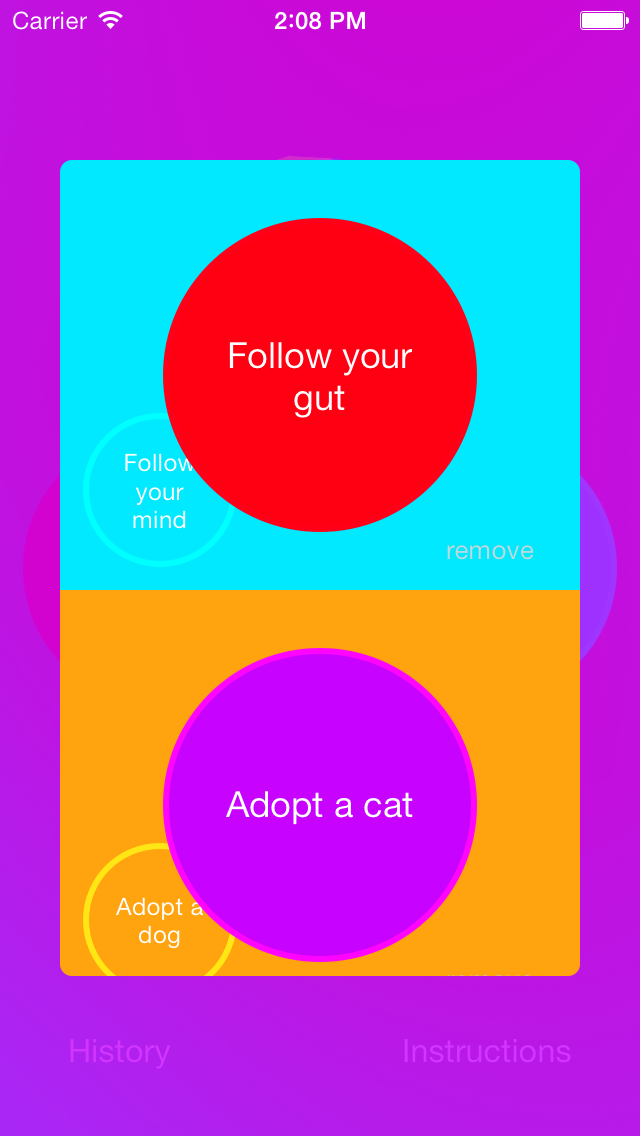 Carrier 2:08 PM
Follow your
gut
Follow
your
mind
remove
Adopt a cat
Adopt a
dog
History Instructions